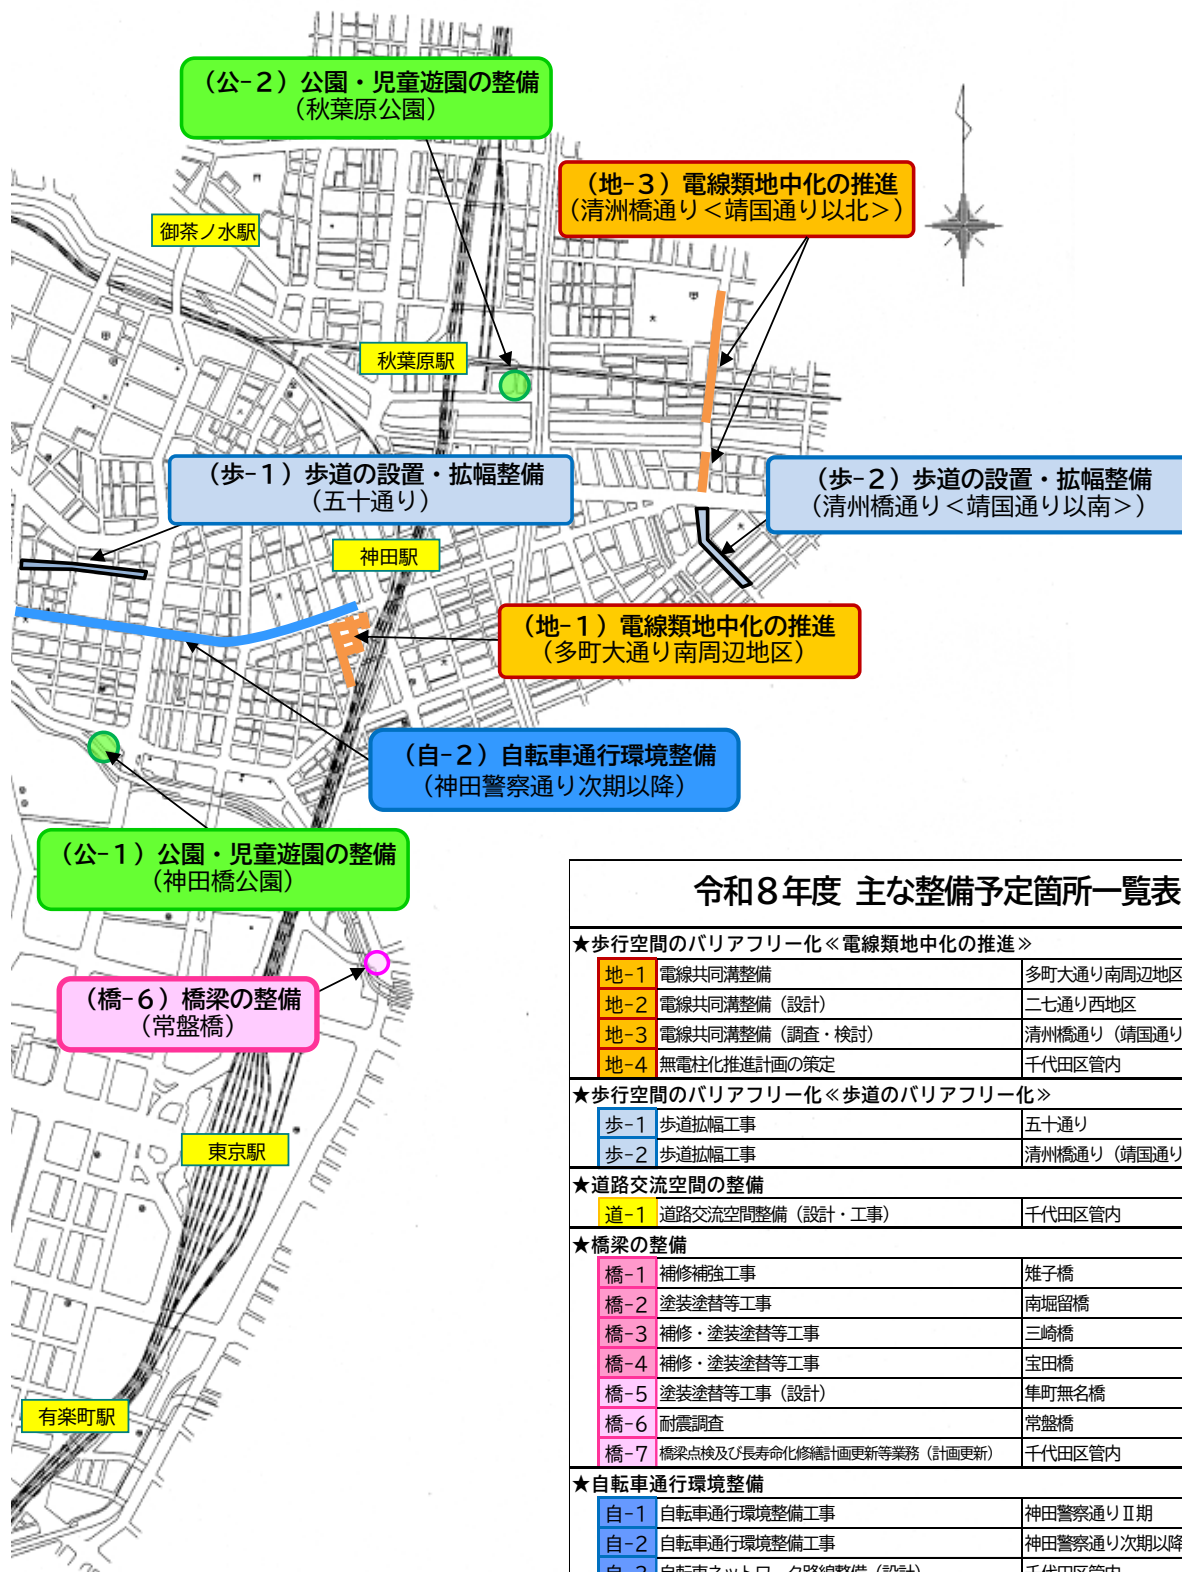 （公-２）公園・児童遊園の整備
（秋葉原公園）
（地-３）電線類地中化の推進
（清洲橋通り＜靖国通り以北＞）
御茶ノ水駅
秋葉原駅
（歩-１）歩道の設置・拡幅整備
（五十通り）
（歩-２）歩道の設置・拡幅整備
（清州橋通り＜靖国通り以南＞）
神田駅
（地-１）電線類地中化の推進
（多町大通り南周辺地区）
（自-２）自転車通行環境整備
（神田警察通り次期以降）
（公-１）公園・児童遊園の整備
（神田橋公園）
（橋-６）橋梁の整備
（常盤橋）
東京駅
有楽町駅
令和８年度 主な整備予定箇所一覧表
★歩行空間のバリアフリー化≪電線類地中化の推進≫
地-1 電線共同溝整備 多町大通り南周辺地区
地-2 電線共同溝整備（設計） 二七通り西地区
地-3 電線共同溝整備（調査・検討） 清州橋通り（靖国通り
地-4 無電柱化推進計画の策定 千代田区管内
★歩行空間のバリアフリー化≪歩道のバリアフリー化≫
歩-1 歩道拡幅工事 五十通り
歩-2 歩道拡幅工事 清州橋通り（靖国通り
★道路交流空間の整備
道-1 道路交流空間整備（設計・工事） 千代田区管内
★橋梁の整備
橋-1 補修補強工事 雉子橋
橋-2 塗装塗替等工事 南堀留橋
橋-3 補修・塗装塗替等工事 三崎橋
橋-4 補修・塗装塗替等工事 宝田橋
橋-5 塗装塗替等工事（設計） 隼町無名橋
橋-6 耐震調査 常盤橋
橋-7 橋梁点検及び長寿命化修繕計画更新等業務（計画更新） 千代田区管内
★自転車通行環境整備
自-1 自転車通行環境整備工事 神田警察通りⅡ期
自-2 自転車通行環境整備工事 神田警察通り次期以降
自-3 自転車ネットワーク路線整備（設計） 千代田区管内